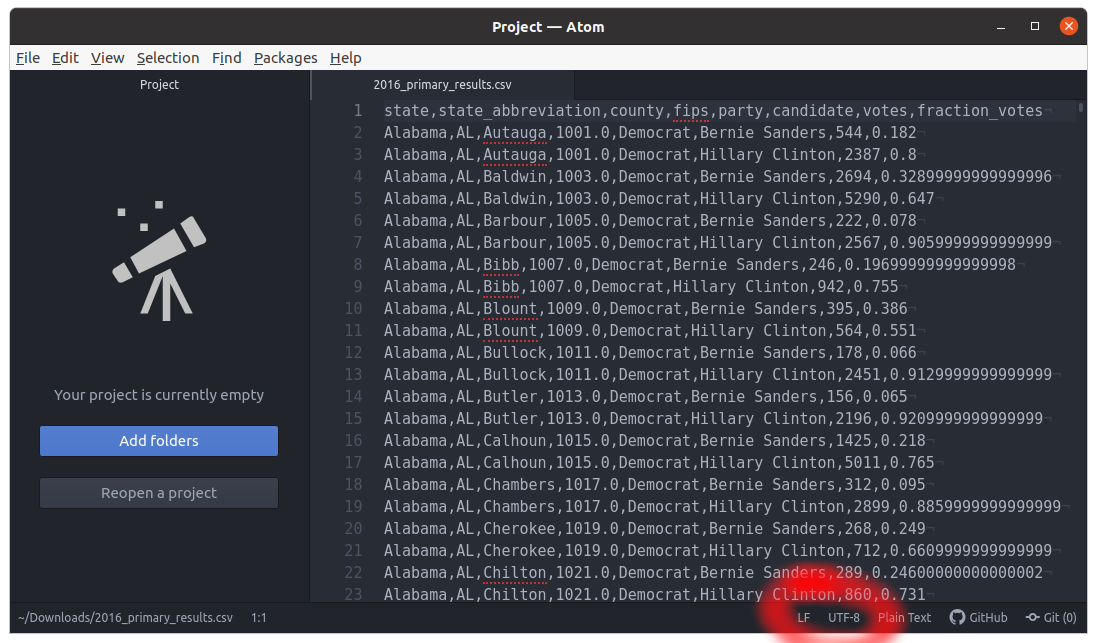 Project — Atom
File Edit View Selection Find Packages Help
Project
2016_primary_results.csv
Your project is currently empty
Add folders
Reopen a project
1 state,state_abbreviation,county,fips,party,candidate,votes,fraction_votes¬
2 Alabama,AL,Autauga,1001.0,Democrat,Bernie Sanders,544,0.182¬
3 Alabama,AL,Autauga,1001.0,Democrat,Hillary Clinton,2387,0.8¬
4 Alabama,AL,Baldwin,1003.0,Democrat,Bernie Sanders,2694,0.32899999999999996¬
5 Alabama,AL,Baldwin,1003.0,Democrat,Hillary Clinton,5290,0.647¬
6 Alabama,AL,Barbour,1005.0,Democrat,Bernie Sanders,222,0.078¬
7 Alabama,AL,Barbour,1005.0,Democrat,Hillary Clinton,2567,0.9059999999999999¬
8 Alabama,AL,Bibb,1007.0,Democrat,Bernie Sanders,246,0.19699999999999998¬
9 Alabama,AL,Bibb,1007.0,Democrat,Hillary Clinton,942,0.755¬
10 Alabama,AL,Blount,1009.0,Democrat,Bernie Sanders,395,0.386¬
11 Alabama,AL,Blount,1009.0,Democrat,Hillary Clinton,564,0.551¬
12 Alabama,AL,Bullock,1011.0,Democrat,Bernie Sanders,178,0.066¬
13 Alabama,AL,Bullock,1011.0,Democrat,Hillary Clinton,2451,0.9129999999999999¬
14 Alabama,AL,Butler,1013.0,Democrat,Bernie Sanders,156,0.065¬
15 Alabama,AL,Butler,1013.0,Democrat,Hillary Clinton,2196,0.9209999999999999¬
16 Alabama,AL,Calhoun,1015.0,Democrat,Bernie Sanders,1425,0.218¬
17 Alabama,AL,Calhoun,1015.0,Democrat,Hillary Clinton,5011,0.765¬
18 Alabama,AL,Chambers,1017.0,Democrat,Bernie Sanders,312,0.095¬
19 Alabama,AL,Chambers,1017.0,Democrat,Hillary Clinton,2899,0.8859999999999999¬
20 Alabama,AL,Cherokee,1019.0,Democrat,Bernie Sanders,268,0.249¬
21 Alabama,AL,Cherokee,1019.0,Democrat,Hillary Clinton,712,0.6609999999999999¬
22 Alabama,AL,Chilton,1021.0,Democrat,Bernie Sanders,289,0.24600000000000002¬
23 Alabama,AL,Chilton,1021.0,Democrat,Hillary Clinton,860,0.731
~/Downloads/2016_primary_results.csv 1:1 LF UTF-8 Plain Text GitHub Git (0)